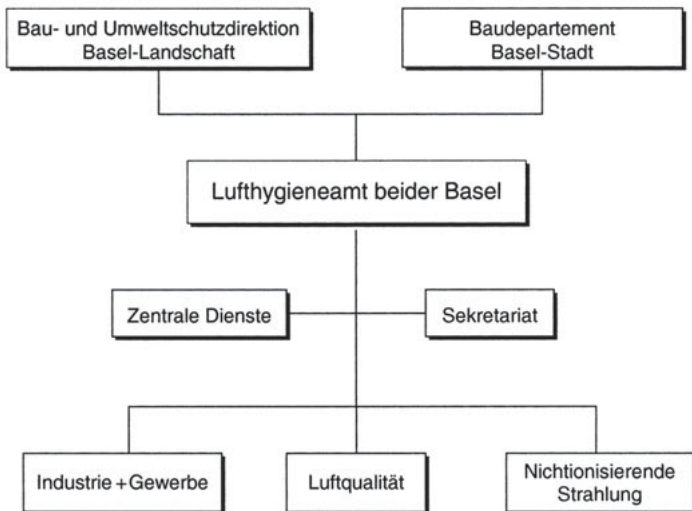 Bau- und Umweltschutzdirektion
Basel-Landschaft
Baudepartement
Basel-Stadt
Lufthygieneamt beider Basel
Zentrale Dienste
Sekretariat
Industrie + Gewerbe
Luftqualität
Nichtionisierende
Strahlung